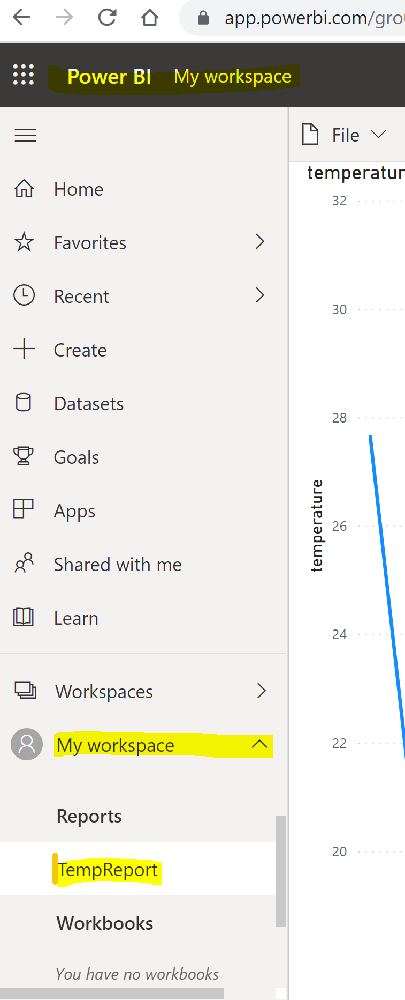 app.powerbi.com/gro
Power BI My workspace
File
temperatur
Home
Favorites
Recent
Create
Datasets
Goals
Apps
Shared with me
Learn
Workspaces
My workspace
Reports
TempReport
Workbooks
You have no workbooks
32
30
28
26
24
22
20
temperature